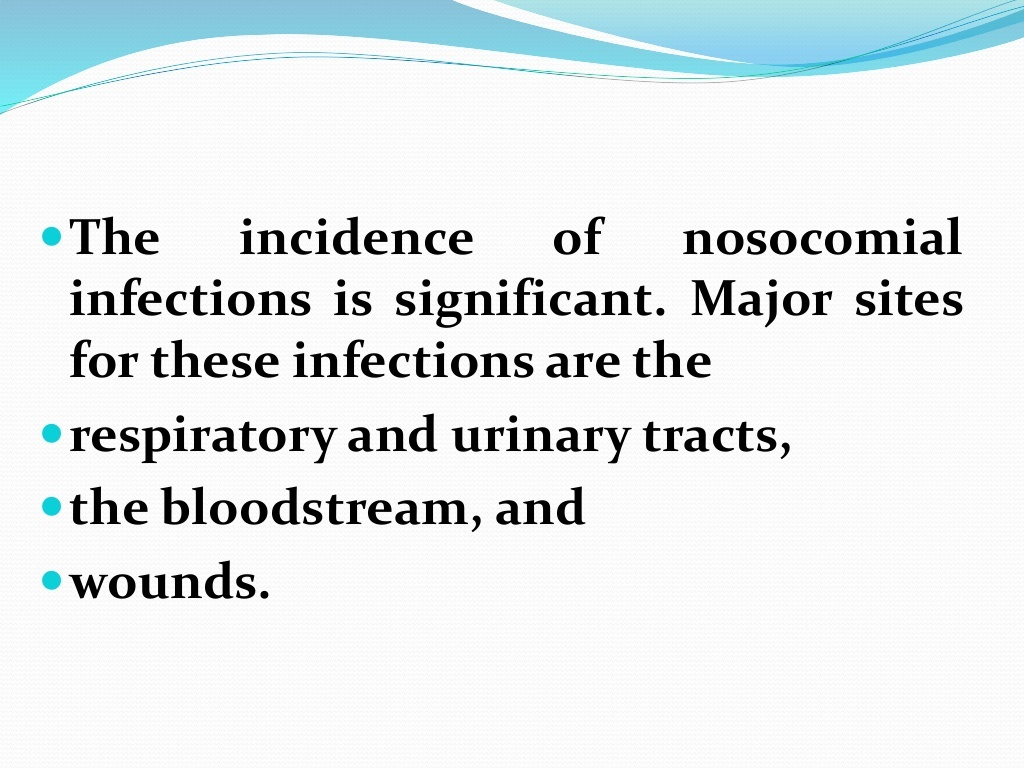 • The incidence of nosocomial
infections is significant. Major sites
for these infections are the
• respiratory and urinary tracts,
• the bloodstream, and
• wounds.